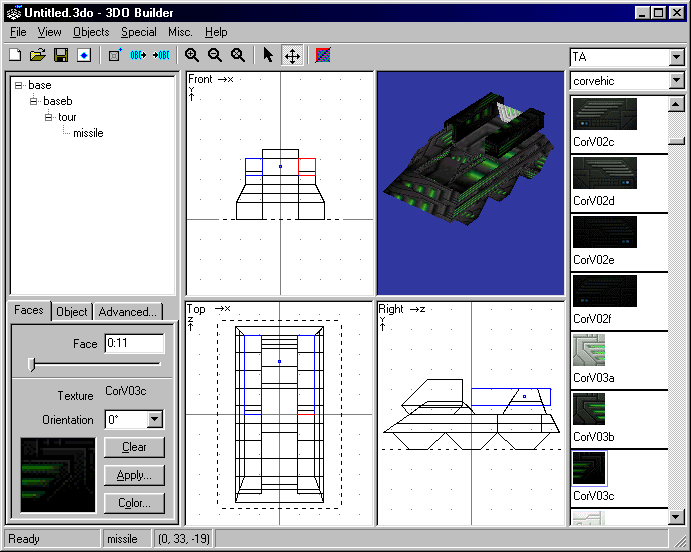 Untitled.3do - 3DO Builder
File View Objects Special Misc. Help
OBJ OBJ
TA
corvehic
base
baseb
tour
missile
Front →x
Y
CorV02c
CorV02d
CorV02e
CorV02f
CorV03a
CorV03b
CorV03c
Top →x
Z
Right →z
Y
Faces Object Advanced...
Face 0:11
Texture CorV03c
Orientation 0°
Clear
Apply...
Color...
Ready missile (0, 33, -19)